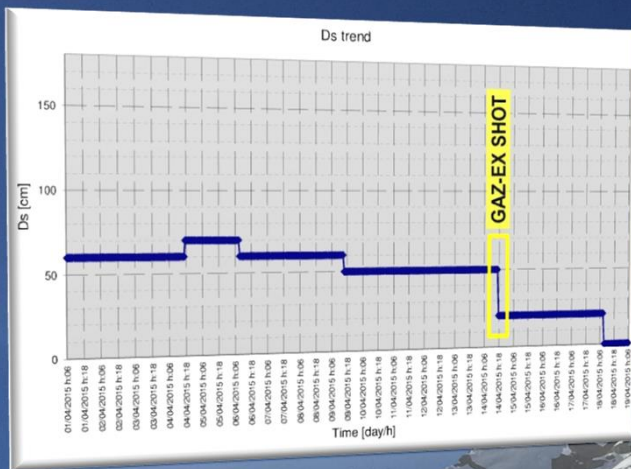 Ds trend
Ds [cm]
150
100
50
0
GAZ-EX SHOT
01/04/2015 h:06
01/04/2015 h:18
02/04/2015 h:06
02/04/2015 h:18
03/04/2015 h:06
03/04/2015 h:18
04/04/2015 h:06
04/04/2015 h:18
05/04/2015 h:06
05/04/2015 h:18
06/04/2015 h:06
06/04/2015 h:18
07/04/2015 h:06
07/04/2015 h:18
08/04/2015 h:06
08/04/2015 h:18
09/04/2015 h:06
09/04/2015 h:18
10/04/2015 h:06
10/04/2015 h:18
11/04/2015 h:06
11/04/2015 h:18
12/04/2015 h:06
12/04/2015 h:18
13/04/2015 h:06
13/04/2015 h:18
14/04/2015 h:06
14/04/2015 h:18
15/04/2015 h:06
15/04/2015 h:18
16/04/2015 h:06
16/04/2015 h:18
17/04/2015 h:06
17/04/2015 h:18
18/04/2015 h:06
18/04/2015 h:18
19/04/2015 h:06
Time [day/h]